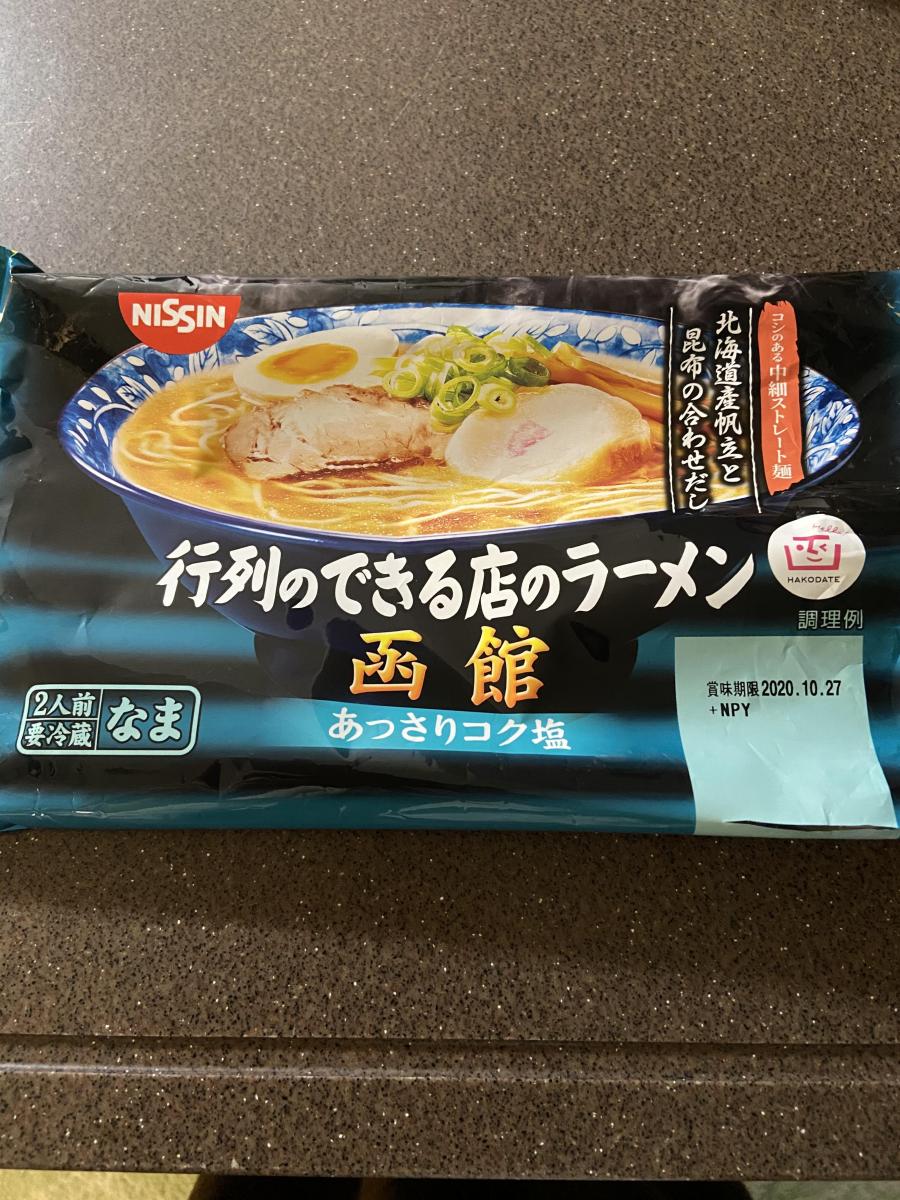 NISSIN
コシのある中細ストレート麺
北海道産帆立と
昆布の合わせだし
行列のできる店のラーメン
HAKODATE
調理例
函館
あっさりコク塩
2人前
要冷蔵
なま
賞味期限2020.10.27
+NPY